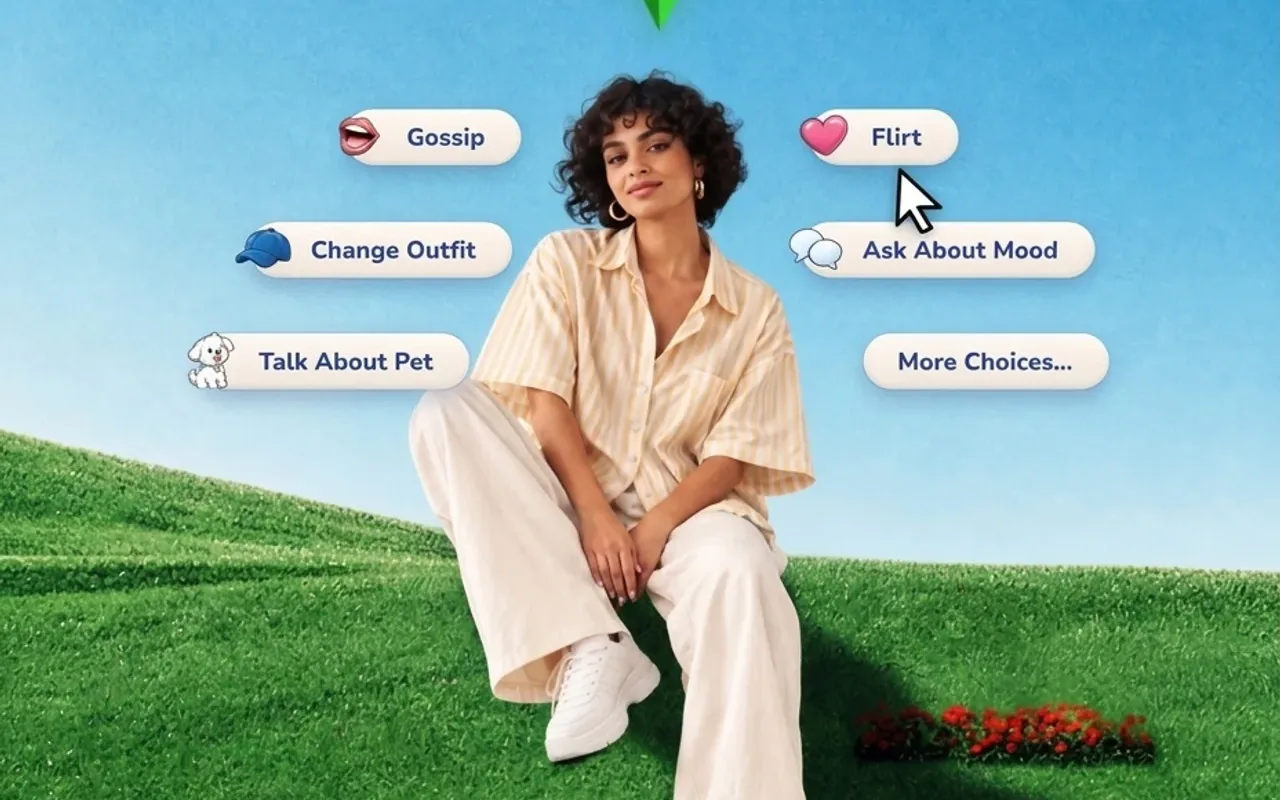 Gossip
Flirt
Change Outfit
Ask About Mood
Talk About Pet
More Choices...